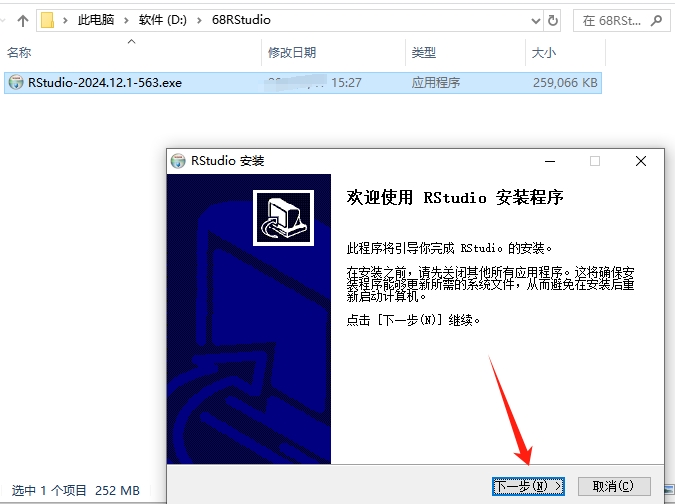 此电脑 › 软件 (D:) › 68RStudio
在 68RSt...
名称 修改日期 类型 大小
RStudio-2024.12.1-563.exe 15:27 应用程序 259,066 KB
RStudio 安装
欢迎使用 RStudio 安装程序
此程序将引导你完成 RStudio 的安装。
在安装之前，请先关闭其他所有应用程序。这将确保安
装程序能够更新所需的系统文件，从而避免在安装后重
新启动计算机。
点击 [下一步(N)] 继续。
下一步(N) > 取消(C)
选中 1 个项目 252 MB